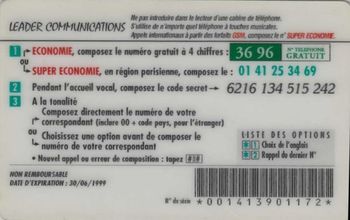 LEADER COMMUNICATIONS
Ne pas introduire dans le lecteur d'une cabine de téléphone.
S'utilise de n'importe quel téléphone à touches musicales.
Appels internationaux à partir des forfaits GSM, composez le n° SUPER ECONOMIE.
1 ECONOMIE, composez le numéro gratuit à 4 chiffres : 36 96 N° TELEPHONE GRATUIT
ou
SUPER ECONOMIE, en région parisienne, composez le : 01 41 25 34 69
2 Pendant l'accueil vocal, composez le code secret 6216 134 515 242
3 A la tonalité
Composez directement le numéro de votre
correspondant (inclure 00 + code pays, pour l'étranger)
ou Choisissez une option avant de composer le
numéro de votre correspondant
• Nouvel appel ou erreur de composition : tapez #1#
LISTE DES OPTIONS
*1 Choix de l'anglais
*2 Rappel du dernier N°
NON REMBOURSABLE
DATE D'EXPIRATION : 30/06/1999
N° de série *0014139011172*